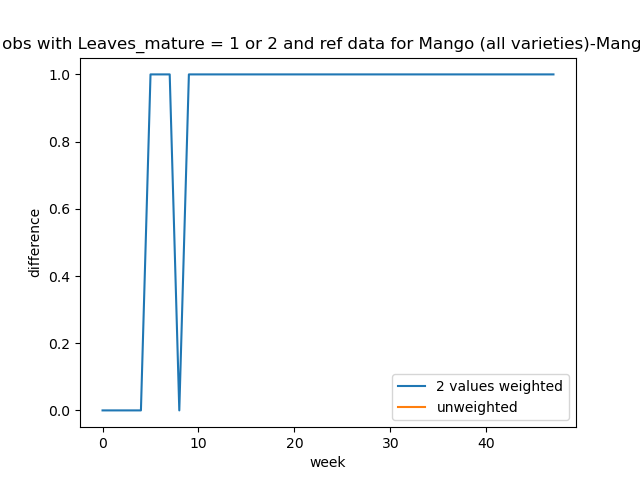 obs with Leaves_mature = 1 or 2 and ref data for Mango (all varieties)-Mang
1.0
0.8
0.6
0.4
0.2
0.0
difference
0
10
20
30
40
week
2 values weighted
unweighted